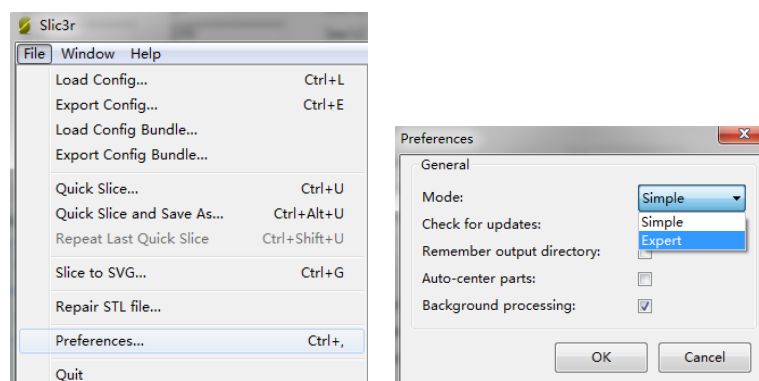 Slic3r
File Window Help
Load Config... Ctrl+L
Export Config... Ctrl+E
Load Config Bundle...
Export Config Bundle...
Quick Slice... Ctrl+U
Quick Slice and Save As... Ctrl+Alt+U
Repeat Last Quick Slice Ctrl+Shift+U
Slice to SVG... Ctrl+G
Repair STL file...
Preferences... Ctrl+,
Quit
Preferences
General
Mode: Simple
Check for updates: Simple
Expert
Remember output directory:
Auto-center parts:
Background processing:
OK Cancel